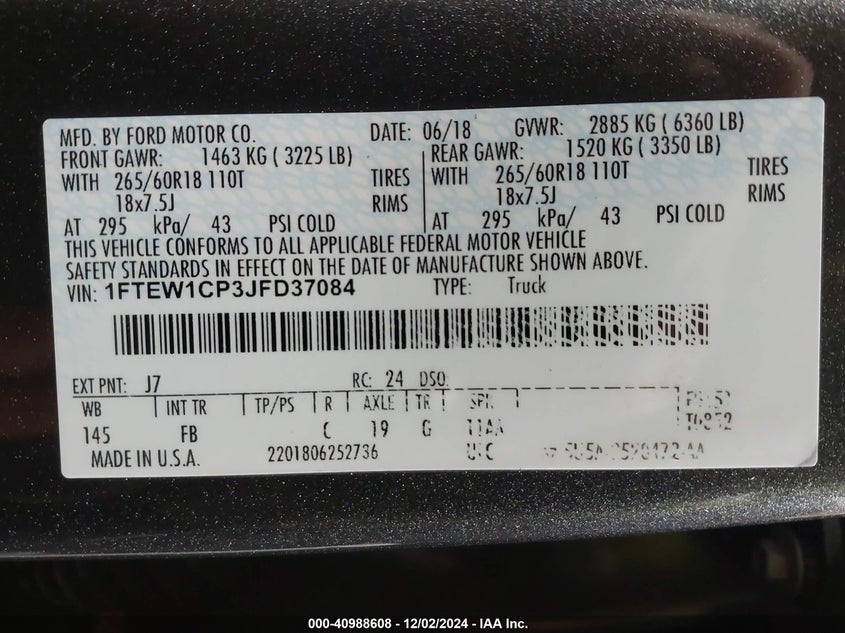 MFD. BY FORD MOTOR CO. DATE: 06/18 GVWR: 2885 KG ( 6360 LB)
FRONT GAWR: 1463 KG ( 3225 LB) REAR GAWR: 1520 KG ( 3350 LB)
WITH 265/60R18 110T TIRES WITH 265/60R18 110T TIRES
18x7.5J RIMS 18x7.5J RIMS
AT 295 kPa/ 43 PSI COLD AT 295 kPa/ 43 PSI COLD
THIS VEHICLE CONFORMS TO ALL APPLICABLE FEDERAL MOTOR VEHICLE
SAFETY STANDARDS IN EFFECT ON THE DATE OF MANUFACTURE SHOWN ABOVE.
VIN: 1FTEW1CP3JFD37084 TYPE: Truck
EXT PNT: J7 RC: 24 DSO:
WB INT TR TP/PS R AXLE TR SPR
145 FB C 19 G
MADE IN U.S.A. 2201806252736
000-40988608 - 12/02/2024 - IAA Inc.